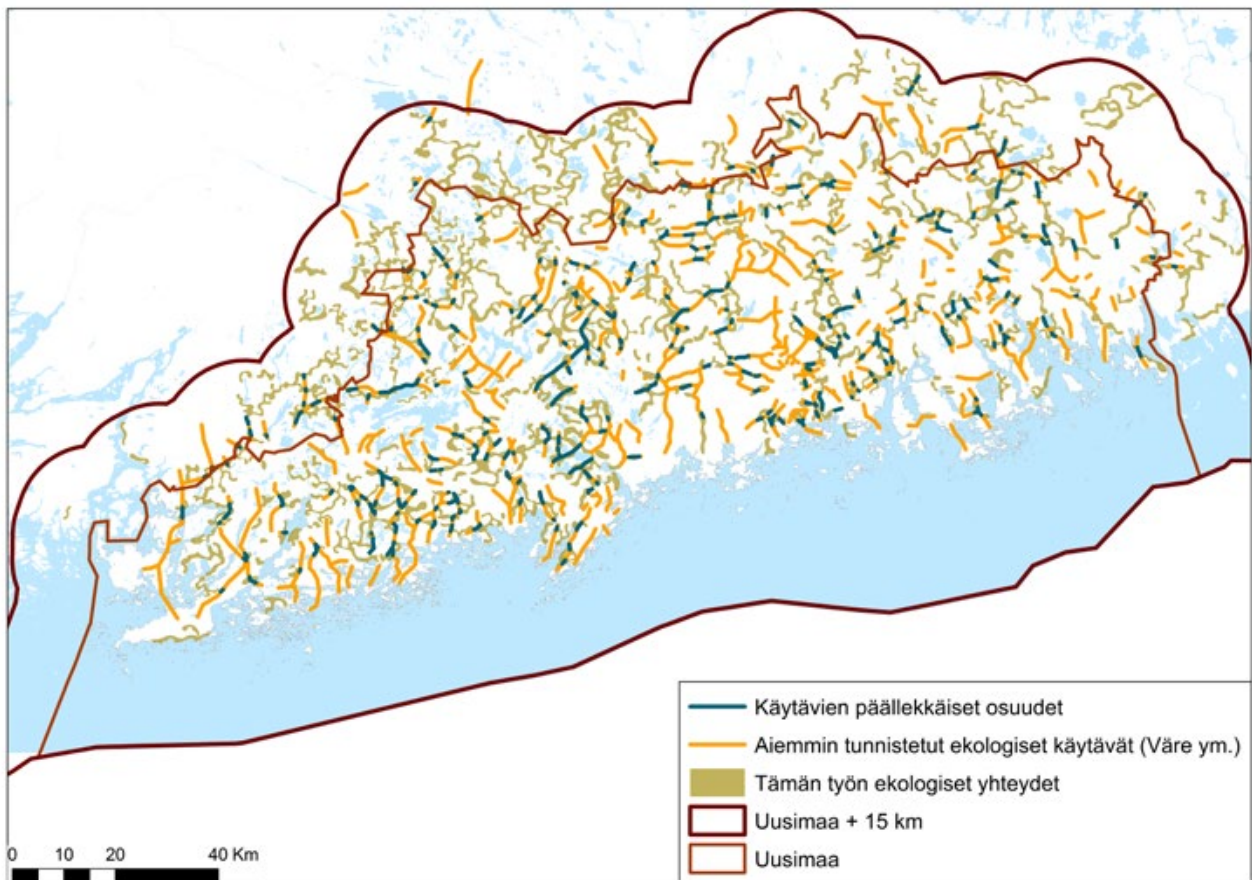 Käytävien päällekkäiset osuudet
Aiemmin tunnistetut ekologiset käytävät (Väre ym.)
Tämän työn ekologiset yhteydet
Uusimaa + 15 km
Uusimaa
0 10 20 40 Km